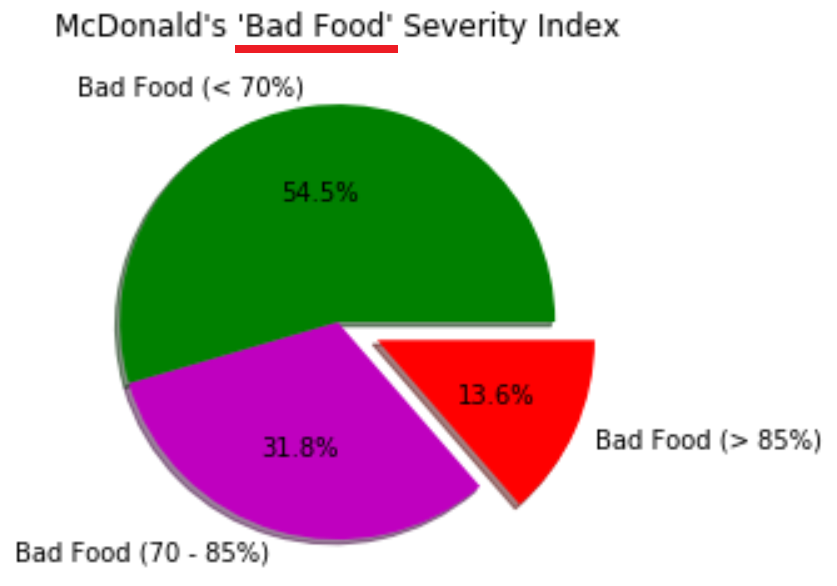 McDonald's 'Bad Food' Severity Index
Bad Food (< 70%)
54.5%
13.6%
Bad Food (> 85%)
31.8%
Bad Food (70 - 85%)